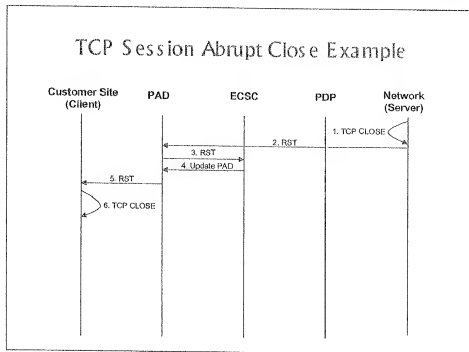 TCP Session Abrupt Close Example
Customer Site
(Client)
PAD
ECSC
PDP
Network
(Server)
1. TCP CLOSE
2. RST
3. RST
4. Update PAD
5. RST
6. TCP CLOSE